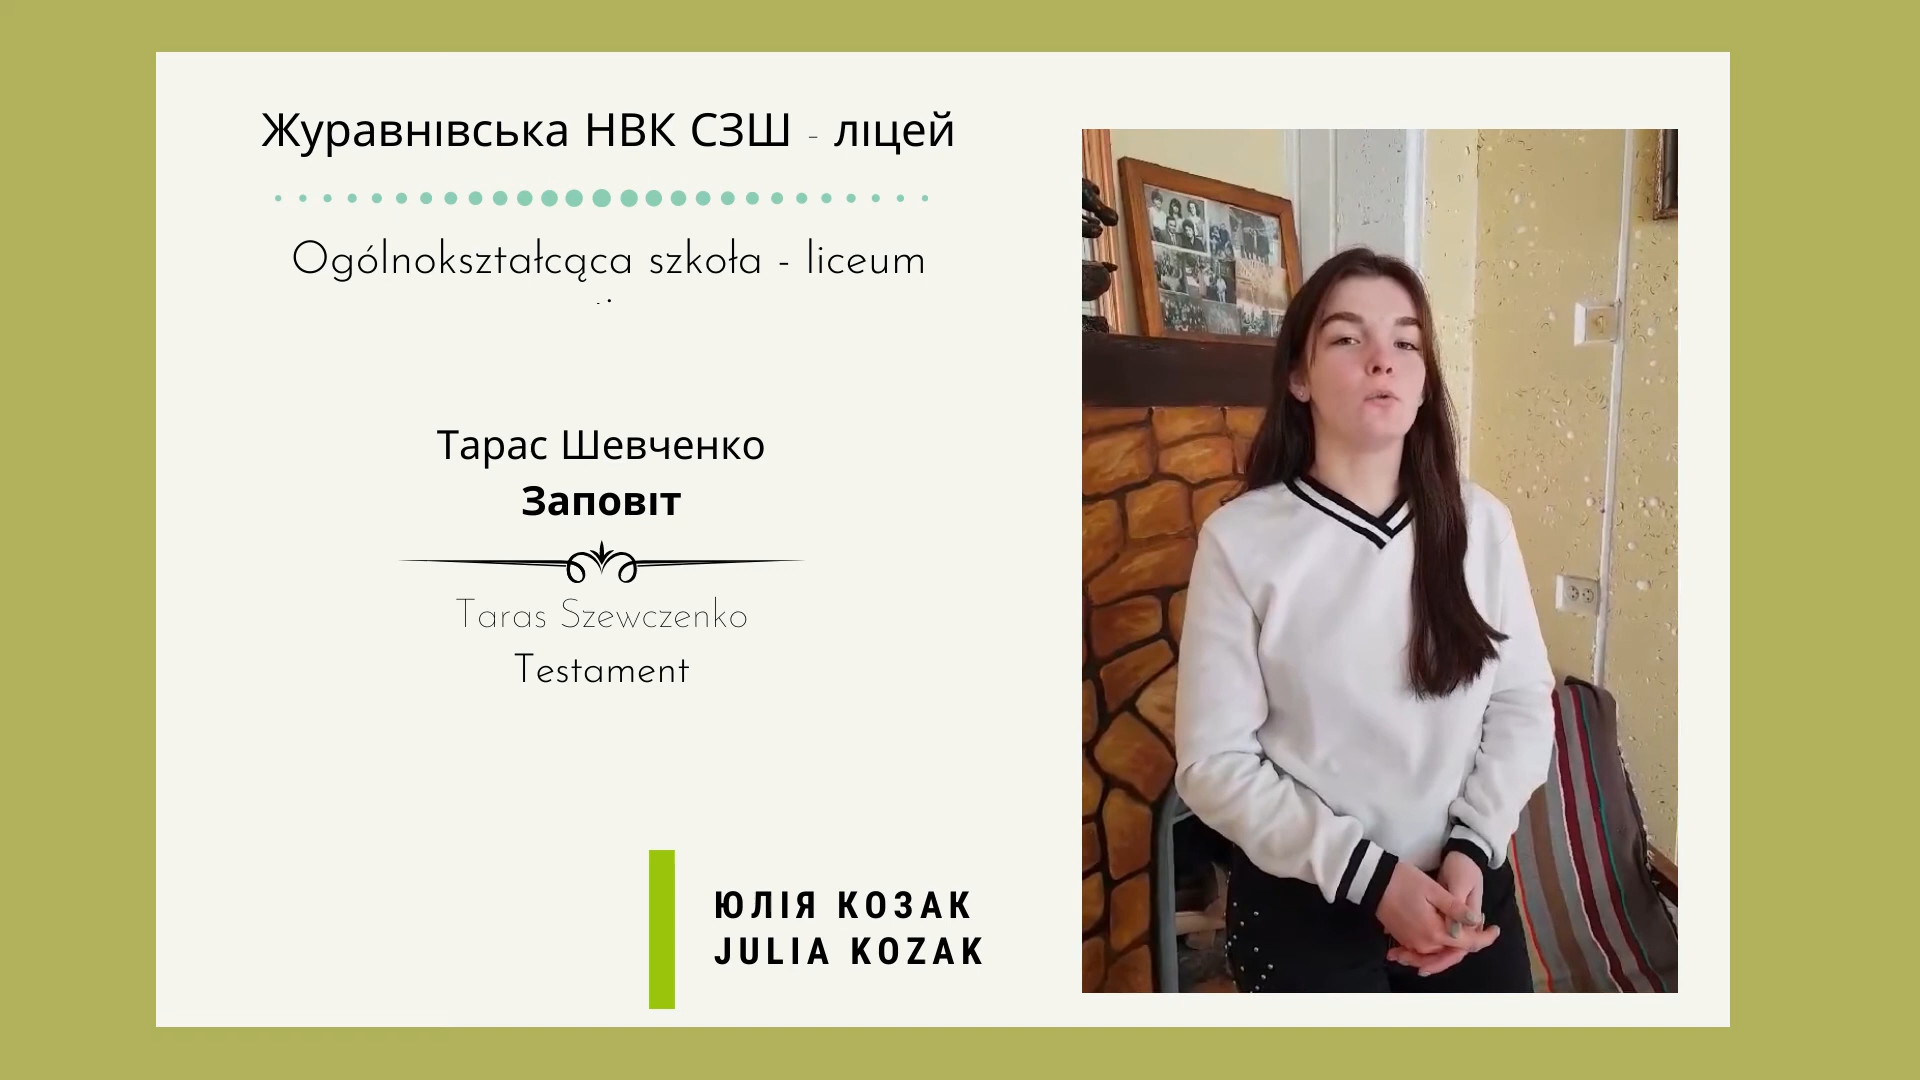 Журавнівська НВК СЗШ - ліцей
Ogólnokształcąca szkoła - liceum
Тарас Шевченко
Заповіт
Taras Szewczenko
Testament
ЮЛІЯ КОЗАК
JULIA KOZAK